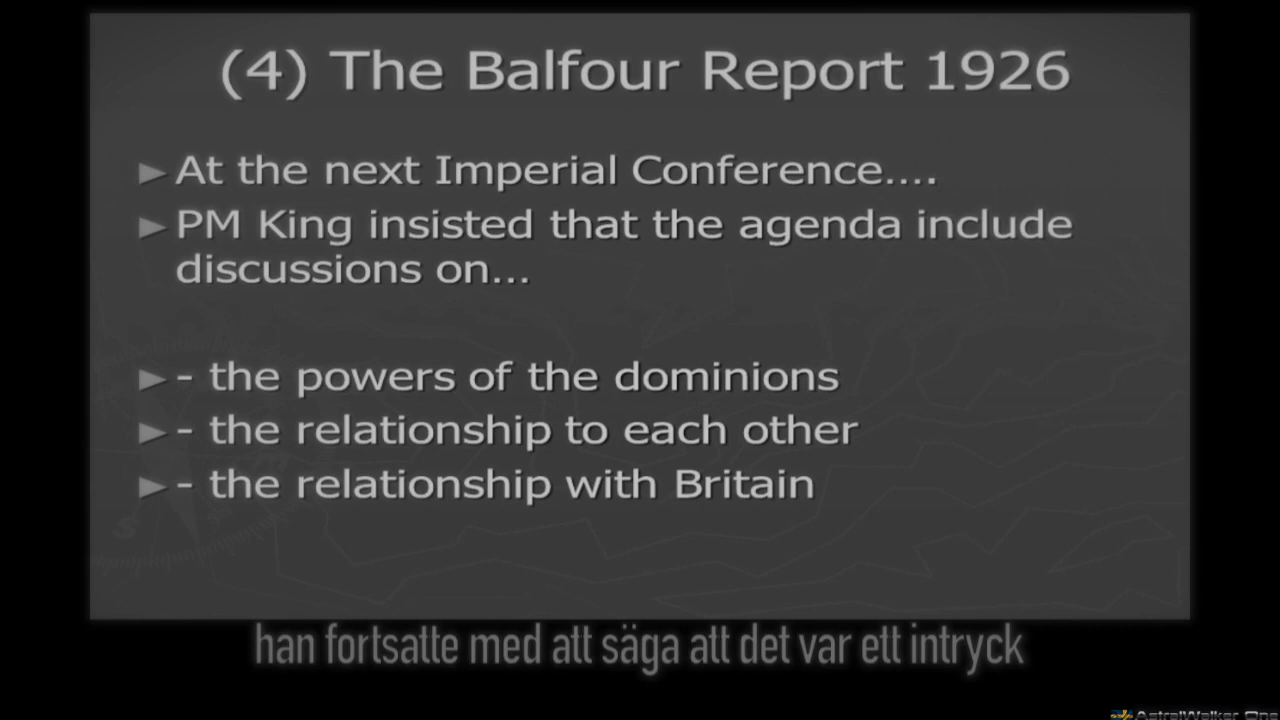 (4) The Balfour Report 1926
►At the next Imperial Conference....
►PM King insisted that the agenda include
discussions on...
►- the powers of the dominions
►- the relationship to each other
►- the relationship with Britain
han fortsatte med att säga att det var ett intryck
AstralWalker One